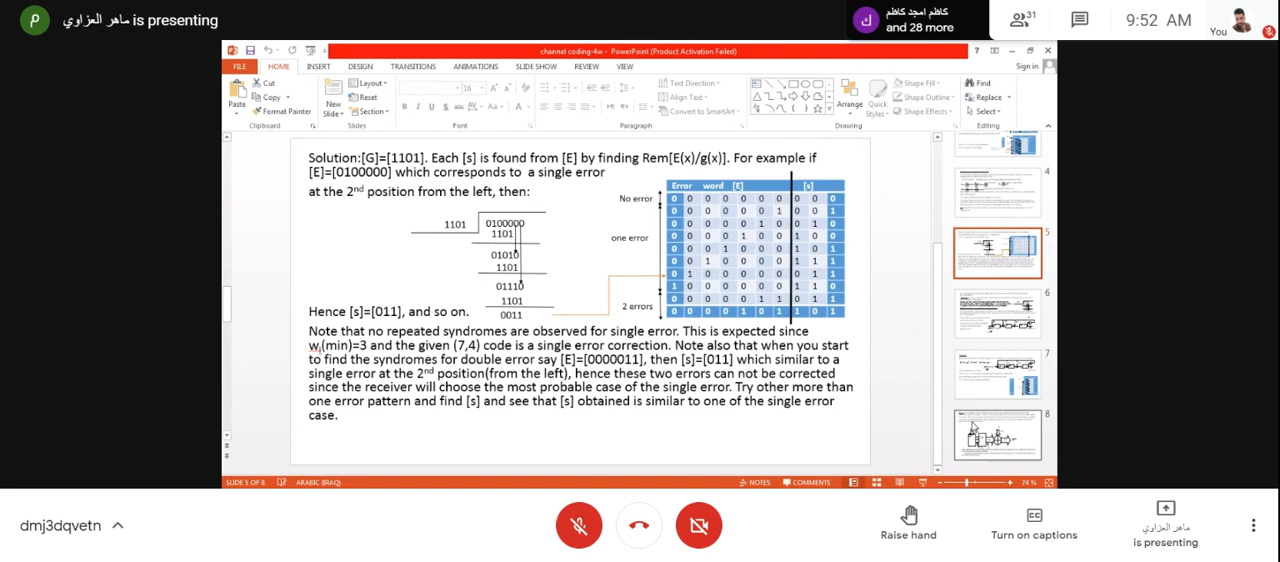 م ماهر العزاوي is presenting
ك كاظم امجد كاظم
and 28 more
31
9:52 AM
You
channel coding-4w - PowerPoint (Product Activation Failed)
FILE HOME INSERT DESIGN TRANSITIONS ANIMATIONS SLIDE SHOW REVIEW VIEW Sign in
Paste Cut Copy Format Painter
Clipboard
New Slide Layout Reset Section
Slides
16
Font
Paragraph
Text Direction Align Text Convert to SmartArt
Arrange Quick Styles Shape Fill Shape Outline Shape Effects
Drawing
Find Replace Select
Editing
Solution:[G]=[1101]. Each [s] is found from [E] by finding Rem[E(x)/g(x)]. For example if
[E]=[0100000] which corresponds to a single error
at the 2nd position from the left, then:
1101 0100000
1101
01010
1101
01110
1101
0011
Error word [E] [s]
No error 0 0 0 0 0 0 0 0 0 0
0 0 0 0 0 0 1 0 0 1
0 0 0 0 0 1 0 0 1 0
one error 0 0 0 0 1 0 0 1 0 0
0 0 0 1 0 0 0 1 0 1
0 0 1 0 0 0 0 1 1 1
0 1 0 0 0 0 0 0 1 1
1 0 0 0 0 0 0 1 1 0
2 errors 0 0 0 0 0 1 1 0 1 1
0 0 0 0 1 0 1 1 0 1
Hence [s]=[011], and so on.
Note that no repeated syndromes are observed for single error. This is expected since
wi(min)=3 and the given (7,4) code is a single error correction. Note also that when you start
to find the syndromes for double error say [E]=[0000011], then [s]=[011] which similar to a
single error at the 2nd position(from the left), hence these two errors can not be corrected
since the receiver will choose the most probable case of the single error. Try other more than
one error pattern and find [s] and see that [s] obtained is similar to one of the single error
case.
4
5
6
7
8
SLIDE 5 OF 8 ARABIC (IRAQ) NOTES COMMENTS 74 %
dmj3dqvetn
Raise hand
Turn on captions
ماهر العزاوي
is presenting